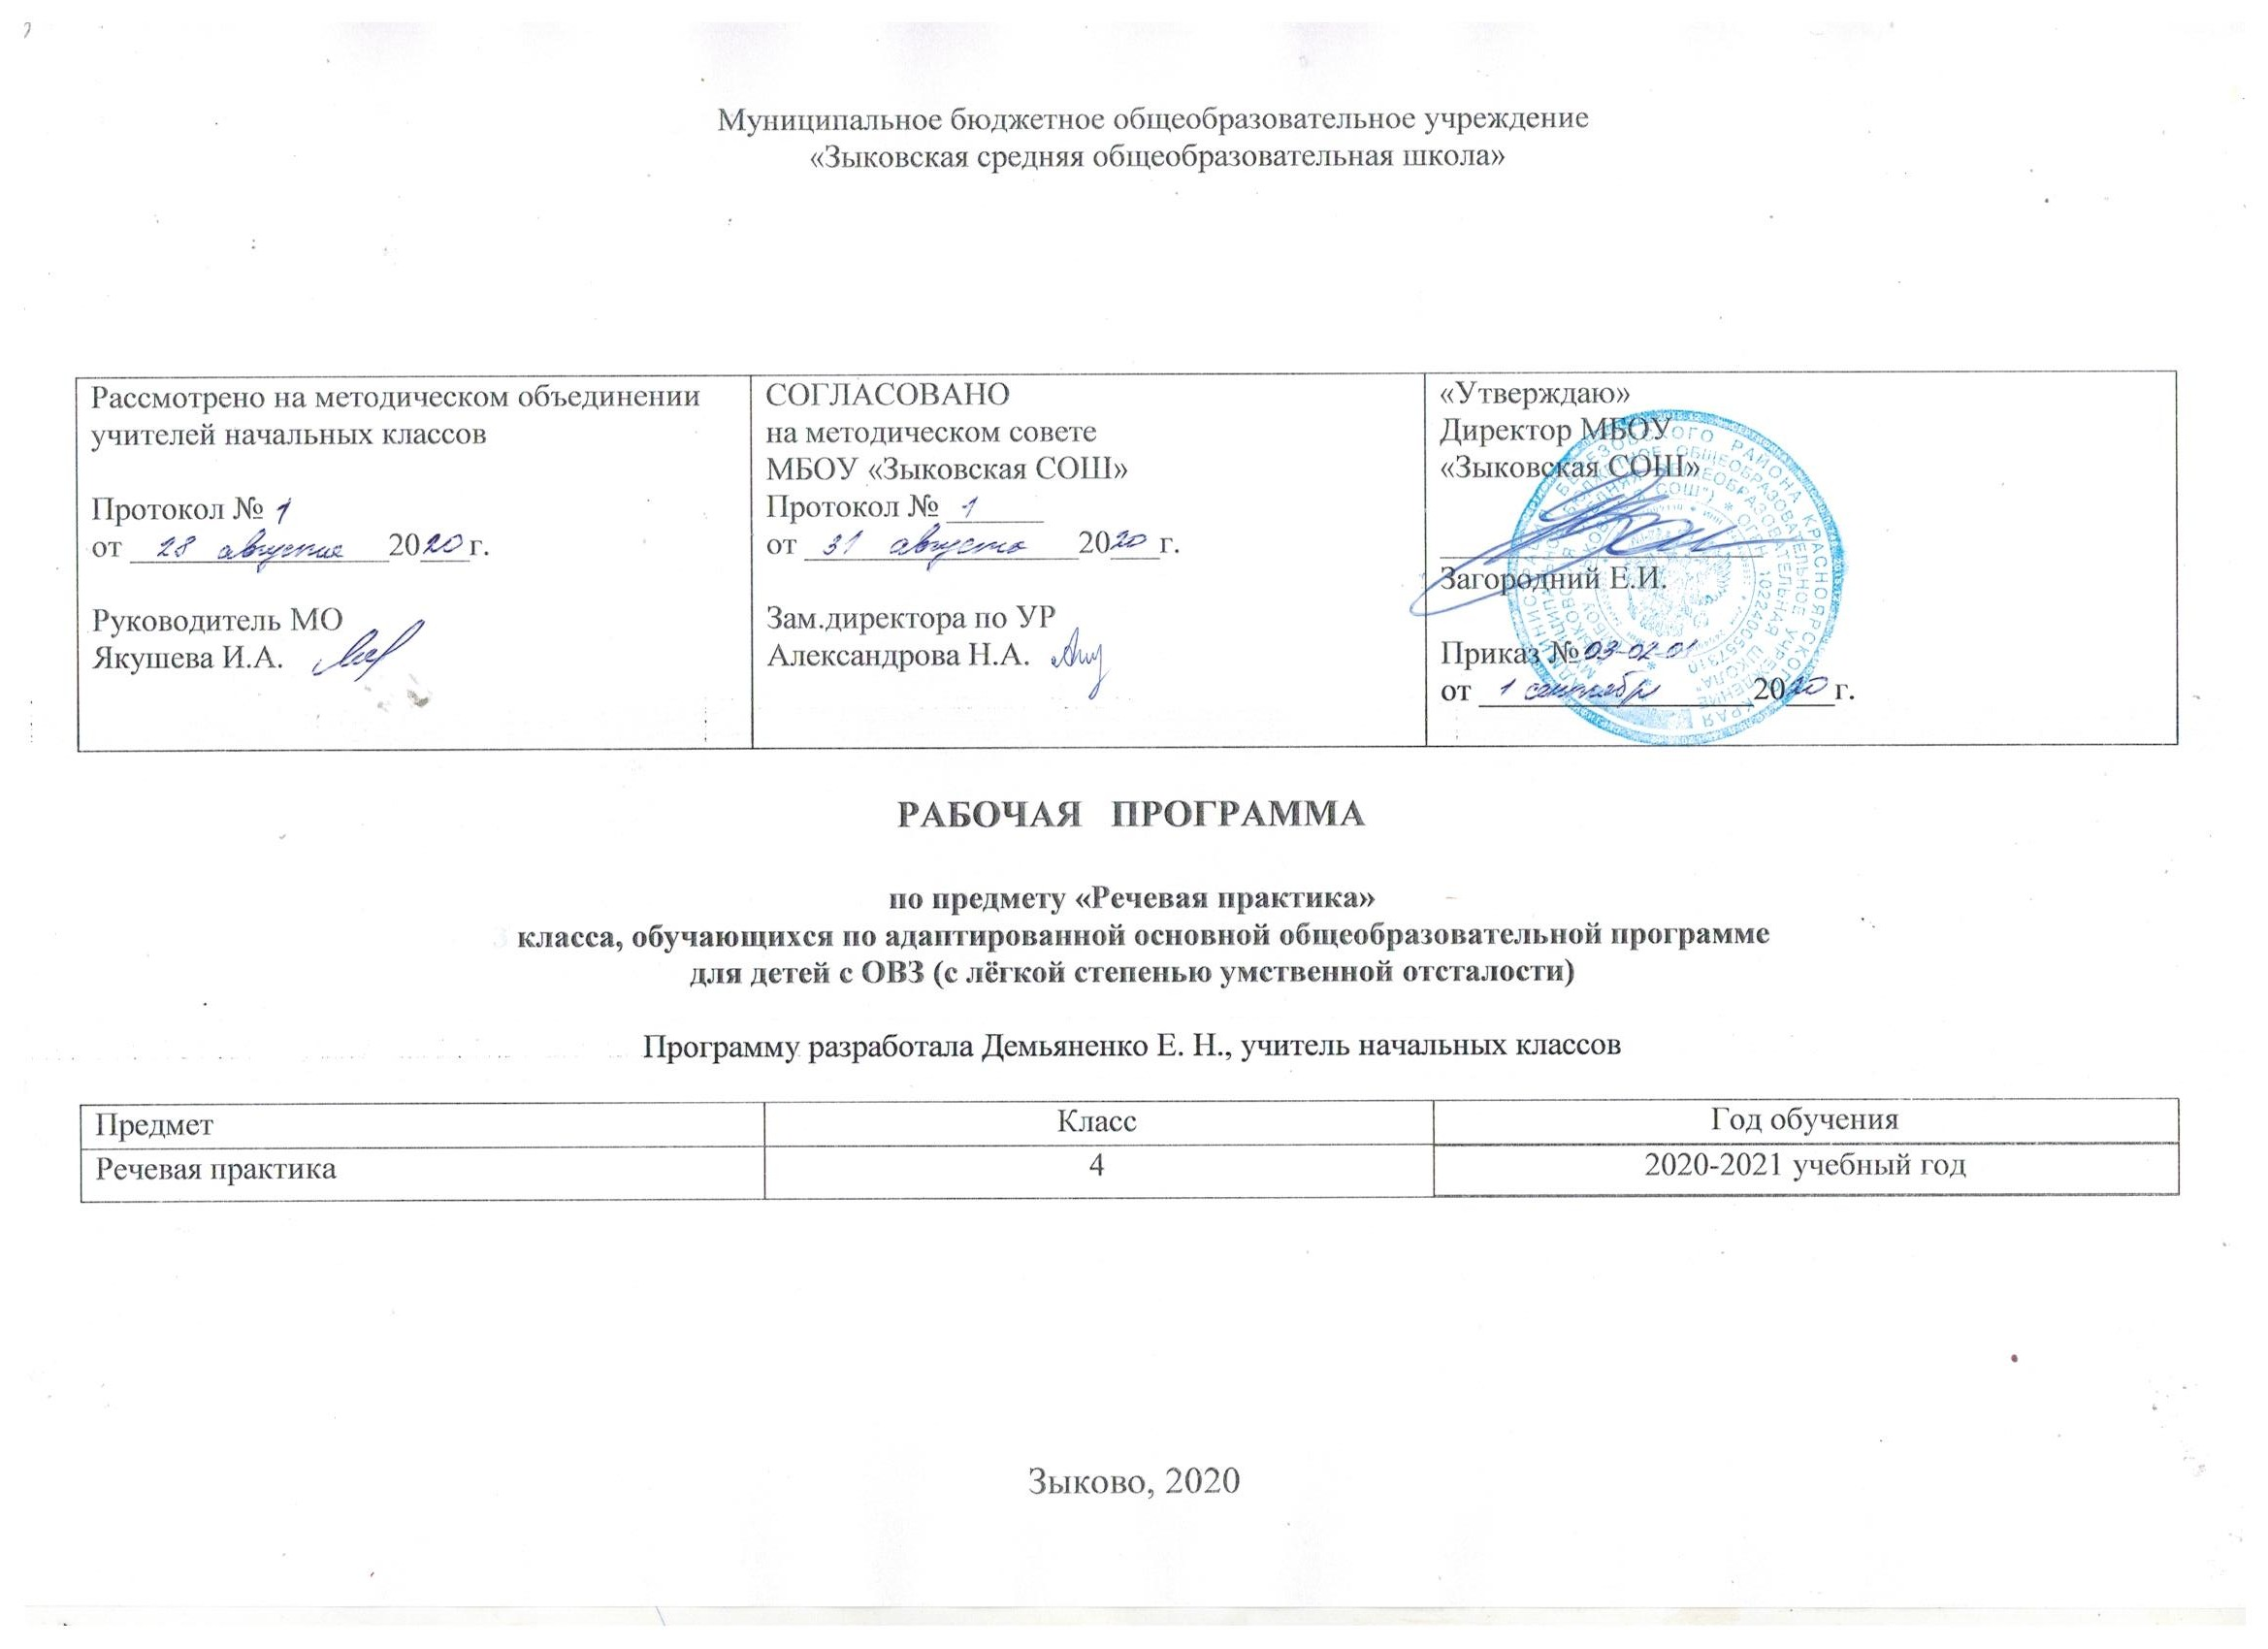 Муниципальное бюджетное общеобразовательное учреждение
«Зыковская средняя общеобразовательная школа»
Рассмотрено на методическом объединении
учителей начальных классов
Протокол № 1
от 28 августа 2020 г.
Руководитель МО
Якушева И.А.
СОГЛАСОВАНО
на методическом совете
МБОУ «Зыковская СОШ»
Протокол № 1
от 31 августа 2020 г.
Зам.директора по УР
Александрова Н.А.
«Утверждаю»
Директор МБОУ
«Зыковская СОШ»
Загородний Е.И.
Приказ № 03-02-01
от 1 сентября 2020 г.
РАБОЧАЯ ПРОГРАММА
по предмету «Речевая практика»
класса, обучающихся по адаптированной основной общеобразовательной программе
для детей с ОВЗ (с лёгкой степенью умственной отсталости)
Программу разработала Демьяненко Е. Н., учитель начальных классов
Предмет Класс Год обучения
Речевая практика 4 2020-2021 учебный год
Зыково, 2020